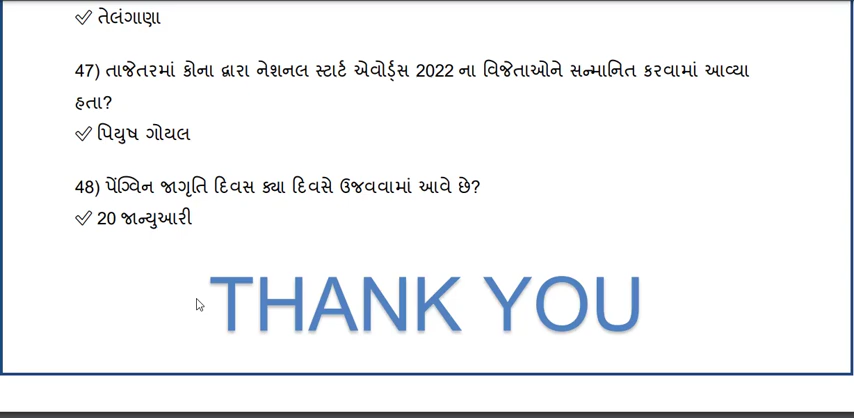 ✓ તેલંગાણા
47) તાજેતરમાં કોના દ્વારા નેશનલ સ્ટાર્ટ એવોર્ડ્સ 2022 ના વિજેતાઓને સન્માનિત કરવામાં આવ્યા
હતા?
✓ પિયુષ ગોયલ
48) પેંગ્વિન જાગૃતિ દિવસ ક્યા દિવસે ઉજવવામાં આવે છે?
✓ 20 જાન્યુઆરી
THANK YOU